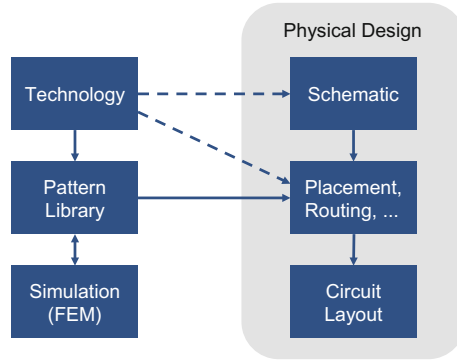 Physical Design
Technology
Schematic
Pattern
Library
Placement,
Routing, ...
Simulation
(FEM)
Circuit
Layout